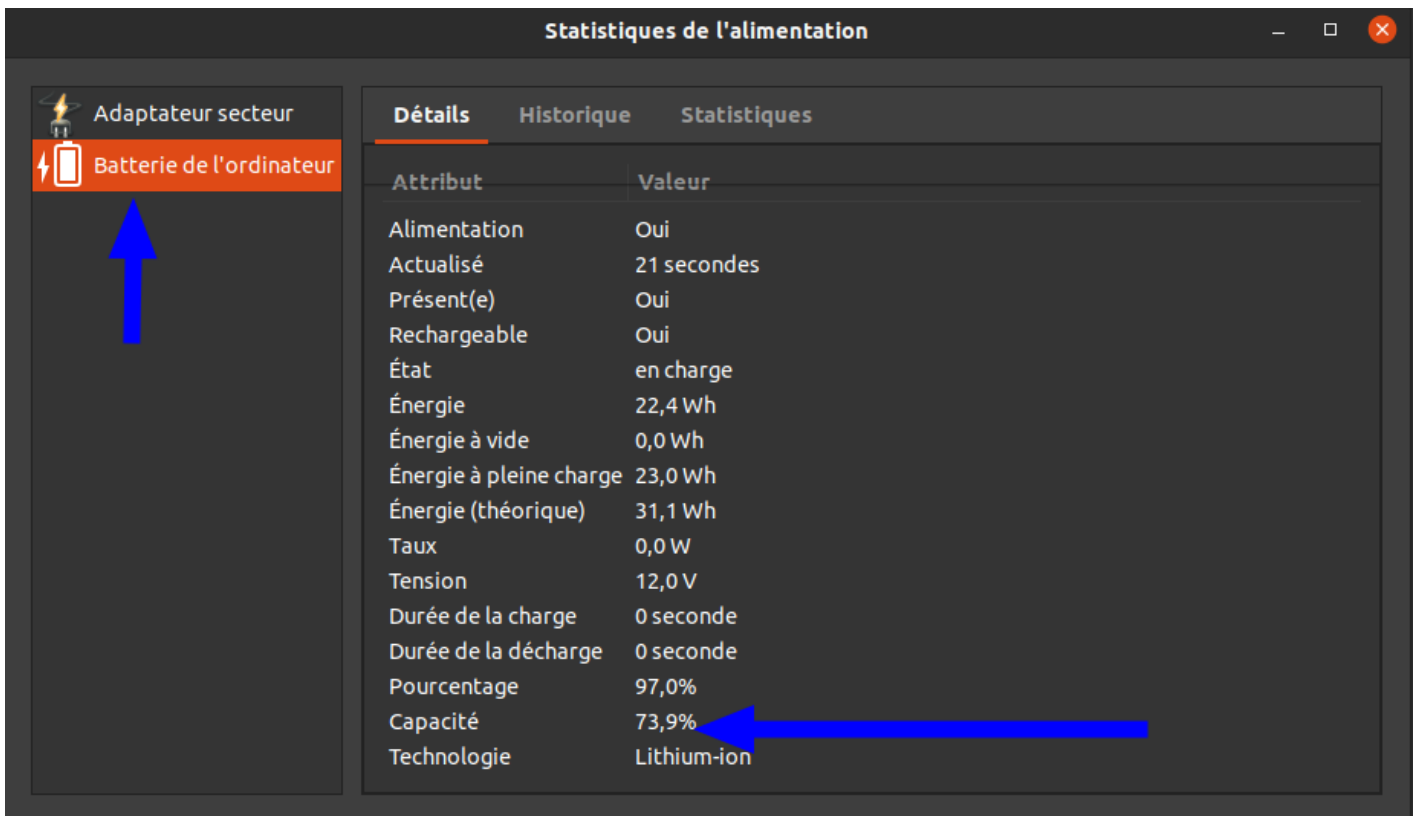 Statistiques de l'alimentation
Adaptateur secteur
Batterie de l'ordinateur
Détails Historique Statistiques
Attribut Valeur
Alimentation Oui
Actualisé 21 secondes
Présent(e) Oui
Rechargeable Oui
État en charge
Énergie 22,4 Wh
Énergie à vide 0,0 Wh
Énergie à pleine charge 23,0 Wh
Énergie (théorique) 31,1 Wh
Taux 0,0 W
Tension 12,0 V
Durée de la charge 0 seconde
Durée de la décharge 0 seconde
Pourcentage 97,0%
Capacité 73,9%
Technologie Lithium-ion